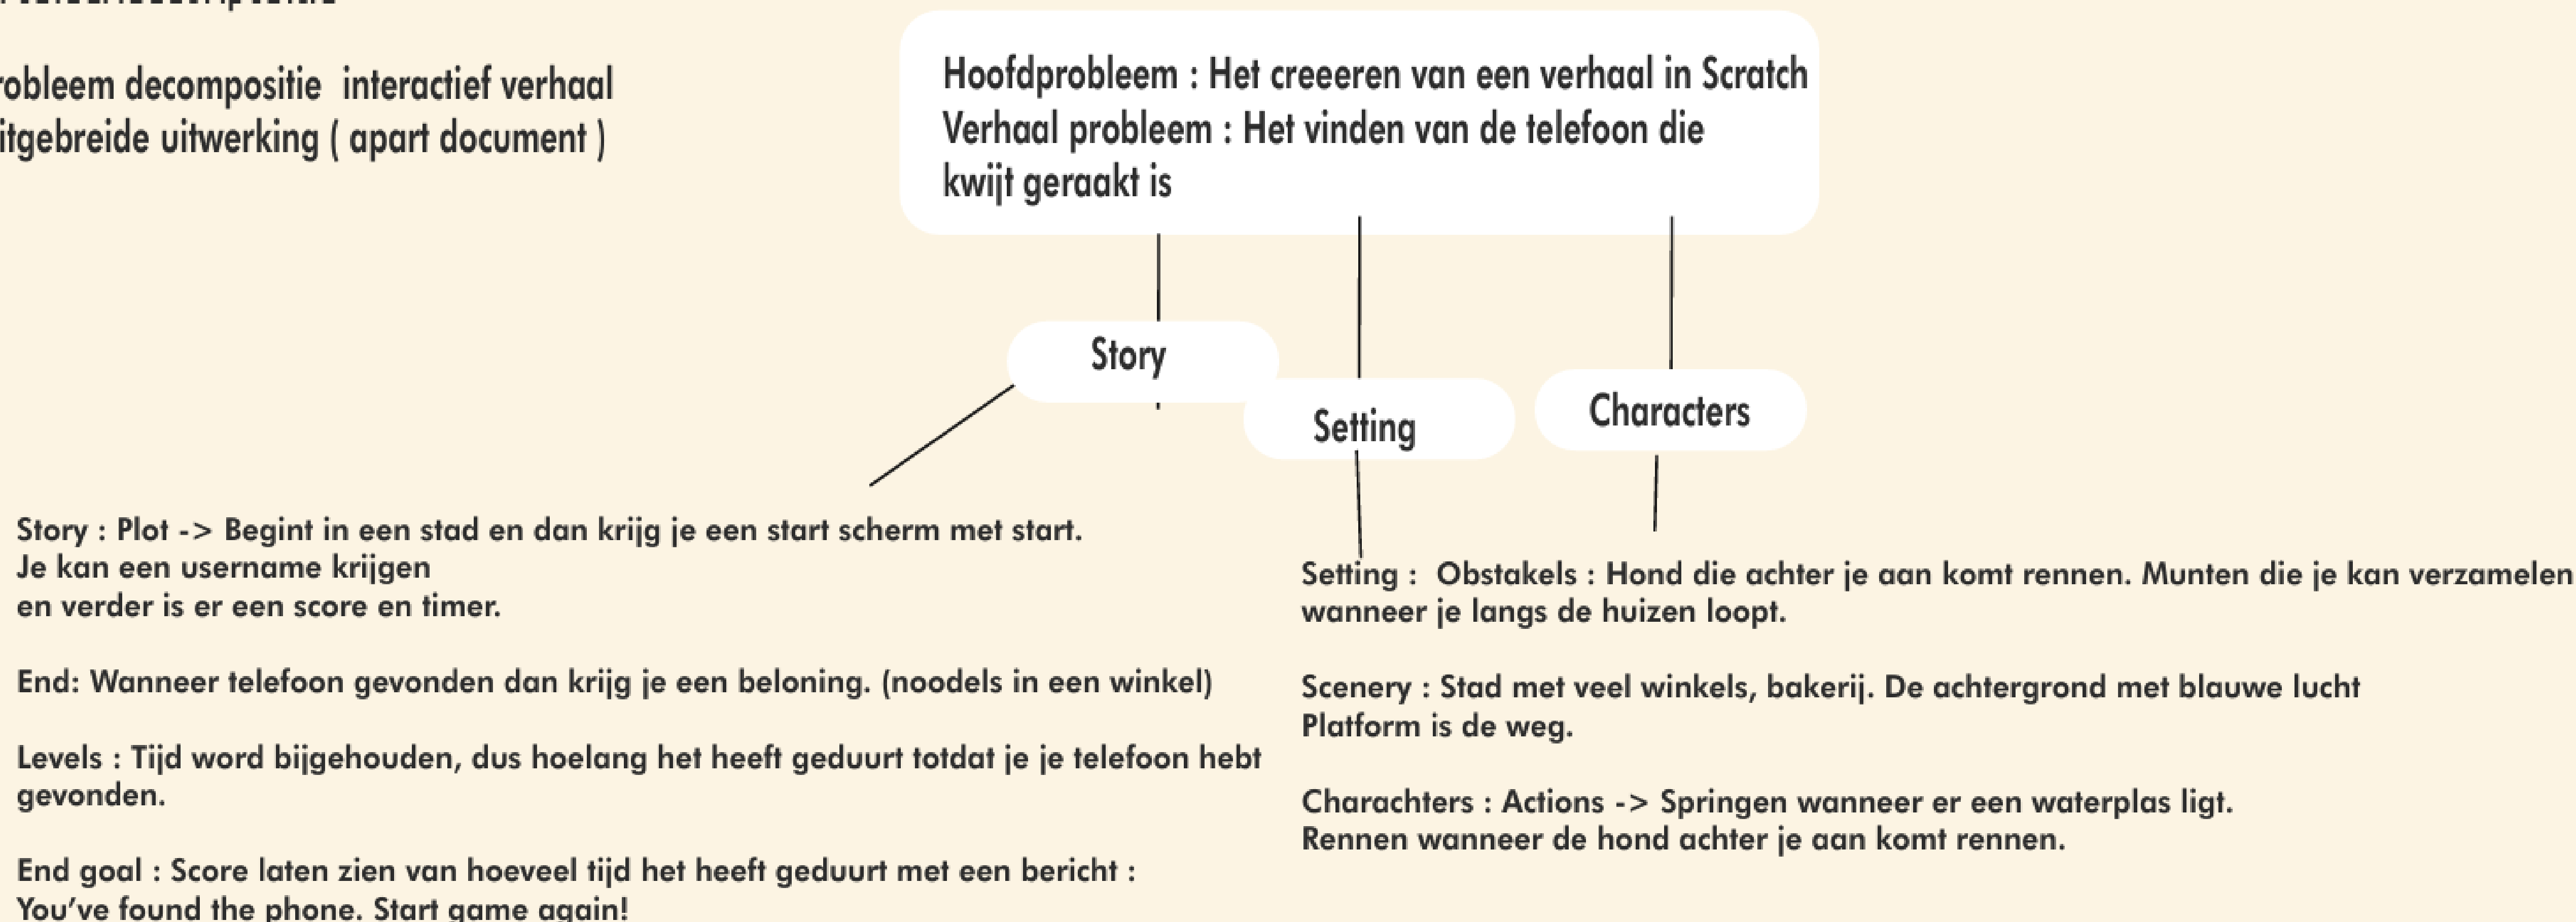 robleem decompositie interactief verhaal
itgebreide uitwerking ( apart document )
Hoofdprobleem : Het creeeren van een verhaal in Scratch
Verhaal probleem : Het vinden van de telefoon die
kwijt geraakt is
Story
Setting
Characters
Story : Plot -> Begint in een stad en dan krijg je een start scherm met start.
Je kan een username krijgen
en verder is er een score en timer.
End: Wanneer telefoon gevonden dan krijg je een beloning. (noodels in een winkel)
Levels : Tijd word bijgehouden, dus hoelang het heeft geduurt totdat je je telefoon hebt
gevonden.
End goal : Score laten zien van hoeveel tijd het heeft geduurt met een bericht :
You've found the phone. Start game again!
Setting : Obstakels : Hond die achter je aan komt rennen. Munten die je kan verzamelen
wanneer je langs de huizen loopt.
Scenery : Stad met veel winkels, bakerij. De achtergrond met blauwe lucht
Platform is de weg.
Charachters : Actions -> Springen wanneer er een waterplas ligt.
Rennen wanneer de hond achter je aan komt rennen.